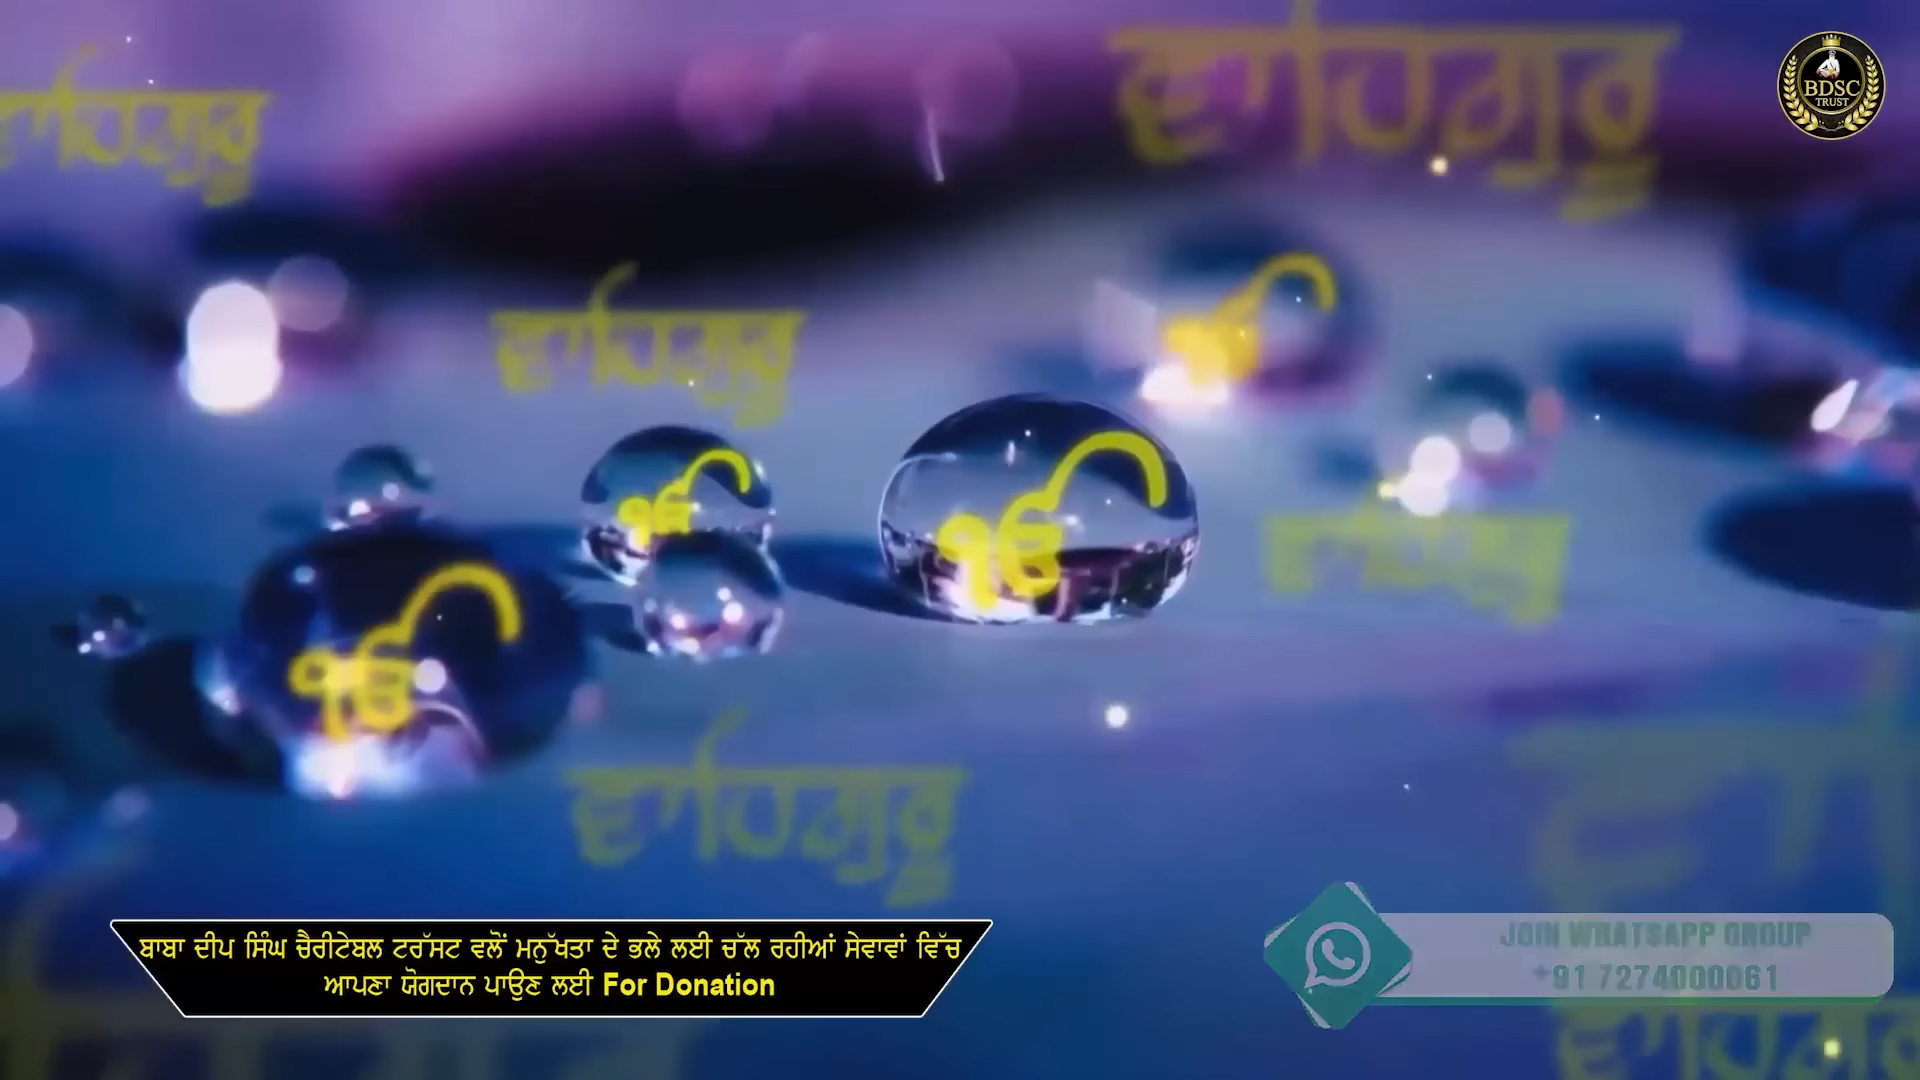 ਵਾਹਿਗੁਰੂ
ਵਾਹਿਗੁਰੂ
BDSC
TRUST
ਵਾਹਿਗੁਰੂ
ੴ
ੴ
ੴ
ਵਾਹਿਗੁਰੂ
ੴ
ਵਾਹਿਗੁਰੂ
ਬਾਬਾ ਦੀਪ ਸਿੰਘ ਚੈਰੀਟੇਬਲ ਟਰੱਸਟ ਵਲੋਂ ਮਨੁੱਖਤਾ ਦੇ ਭਲੇ ਲਈ ਚੱਲ ਰਹੀਆਂ ਸੇਵਾਵਾਂ ਵਿੱਚ
ਆਪਣਾ ਯੋਗਦਾਨ ਪਾਉਣ ਲਈ For Donation
JOIN WHATSAPP GROUP
+91 7274000061
ਵਾਹਿਗੁਰੂ